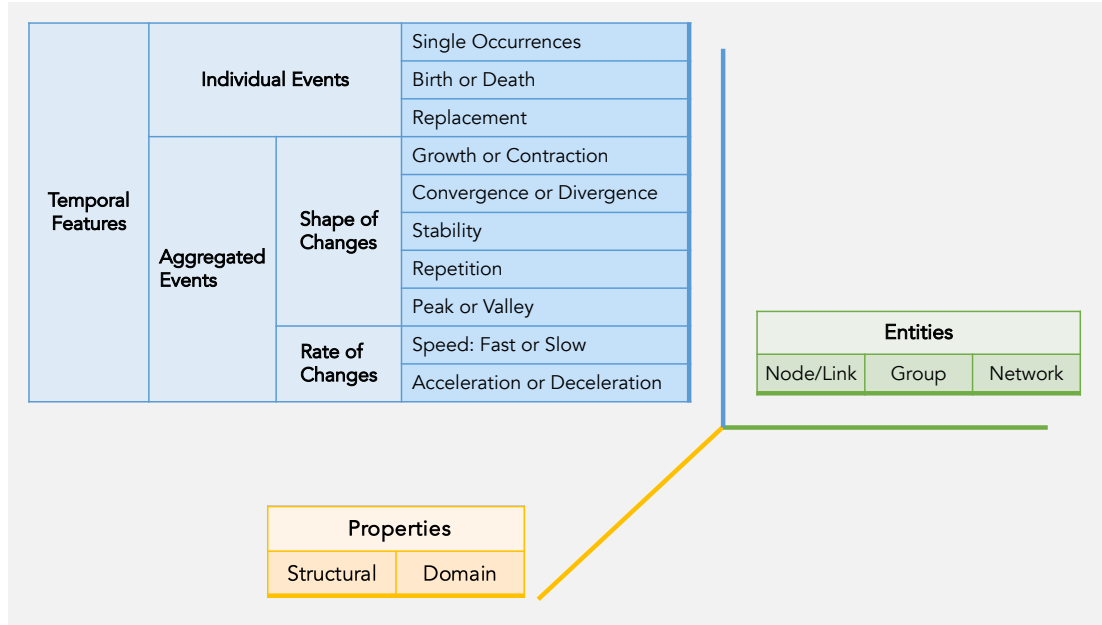 Temporal
Features
Individual Events
Single Occurrences
Birth or Death
Replacement
Aggregated
Events
Shape of
Changes
Growth or Contraction
Convergence or Divergence
Stability
Repetition
Peak or Valley
Rate of
Changes
Speed: Fast or Slow
Acceleration or Deceleration
Entities
Node/Link
Group
Network
Properties
Structural
Domain